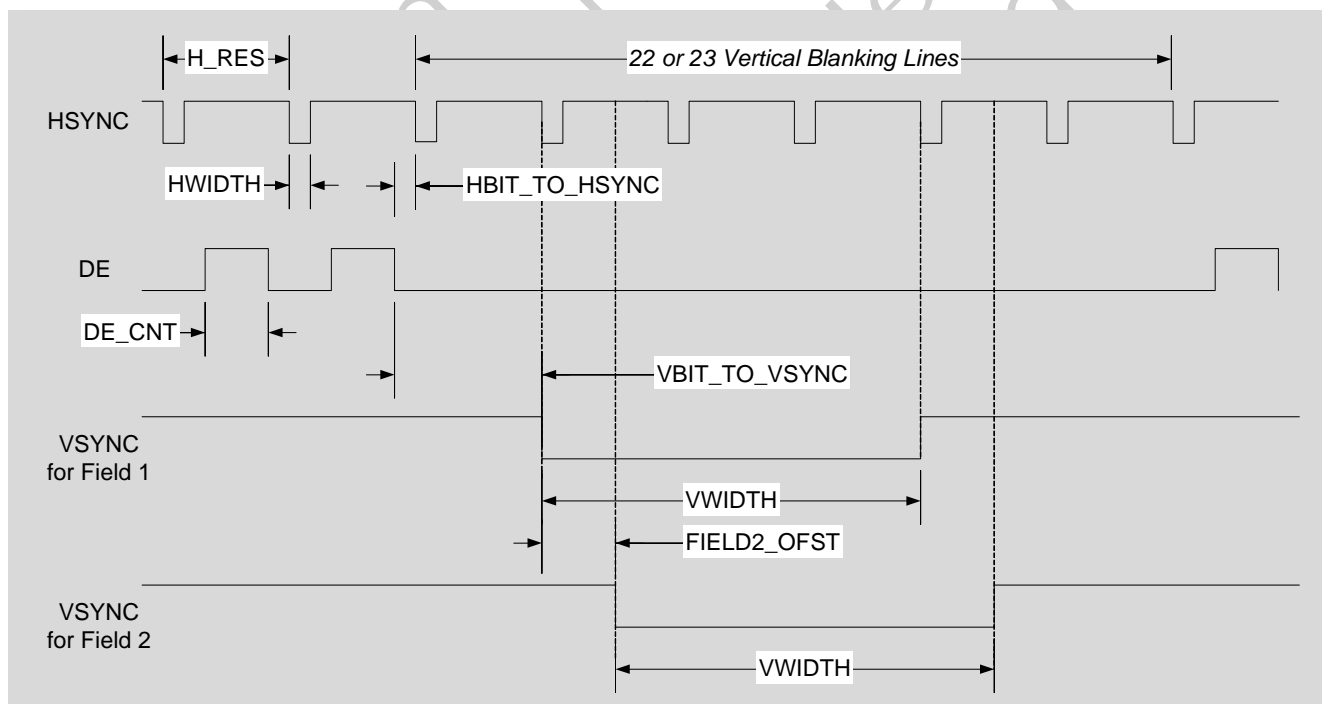 H_RES
22 or 23 Vertical Blanking Lines
HSYNC
HWIDTH
HBIT_TO_HSYNC
DE
DE_CNT
VBIT_TO_VSYNC
VSYNC
for Field 1
VWIDTH
FIELD2_OFST
VSYNC
for Field 2
VWIDTH